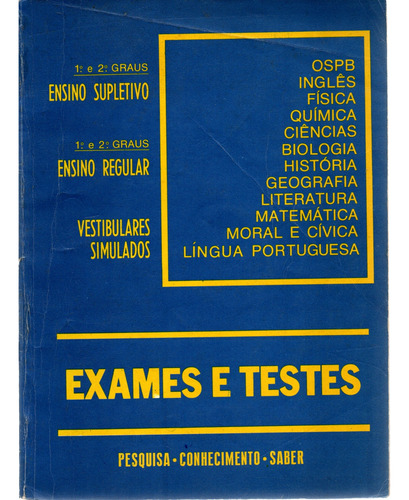 1º e 2º GRAUS
ENSINO SUPLETIVO
1º e 2º GRAUS
ENSINO REGULAR
VESTIBULARES
SIMULADOS
OSPB
INGLÊS
FÍSICA
QUÍMICA
CIÊNCIAS
BIOLOGIA
HISTÓRIA
GEOGRAFIA
LITERATURA
MATEMÁTICA
MORAL E CÍVICA
LÍNGUA PORTUGUESA
EXAMES E TESTES
PESQUISA • CONHECIMENTO • SABER